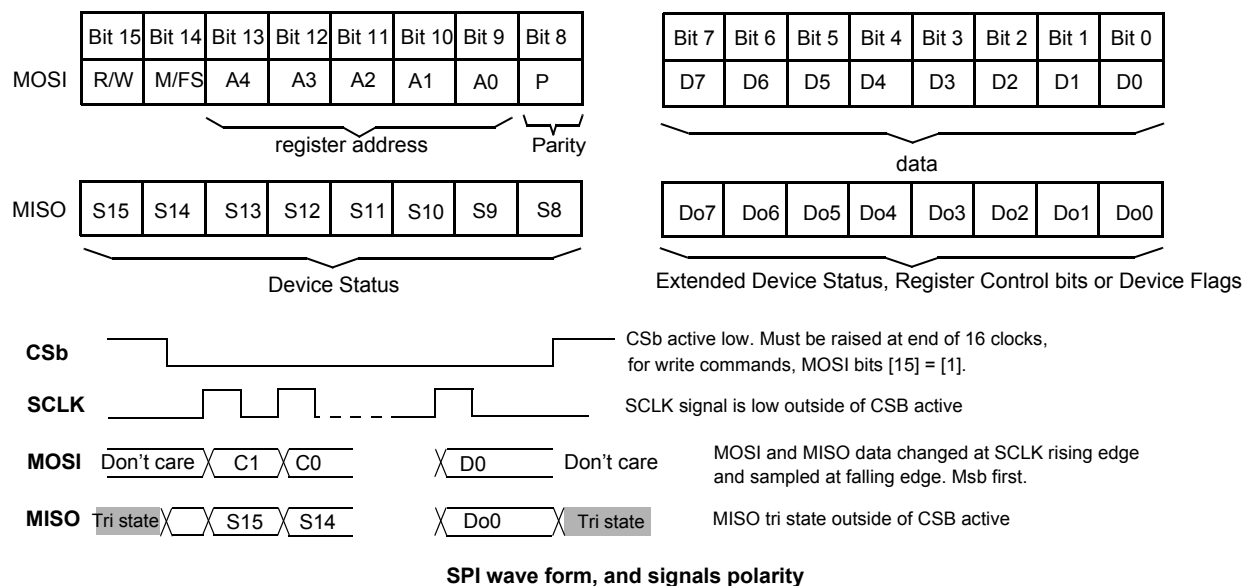 Bit 15 Bit 14 Bit 13 Bit 12 Bit 11 Bit 10 Bit 9 Bit 8 Bit 7 Bit 6 Bit 5 Bit 4 Bit 3 Bit 2 Bit 1 Bit 0
MOSI R/W M/FS A4 A3 A2 A1 A0 P D7 D6 D5 D4 D3 D2 D1 D0
register address Parity data
MISO S15 S14 S13 S12 S11 S10 S9 S8 Do7 Do6 Do5 Do4 Do3 Do2 Do1 Do0
Device Status Extended Device Status, Register Control bits or Device Flags
CSb CSb active low. Must be raised at end of 16 clocks,
for write commands, MOSI bits [15] = [1].
SCLK SCLK signal is low outside of CSB active
MOSI Don't care C1 C0 D0 Don't care MOSI and MISO data changed at SCLK rising edge
and sampled at falling edge. Msb first.
MISO Tri state S15 S14 Do0 Tri state MISO tri state outside of CSB active
SPI wave form, and signals polarity